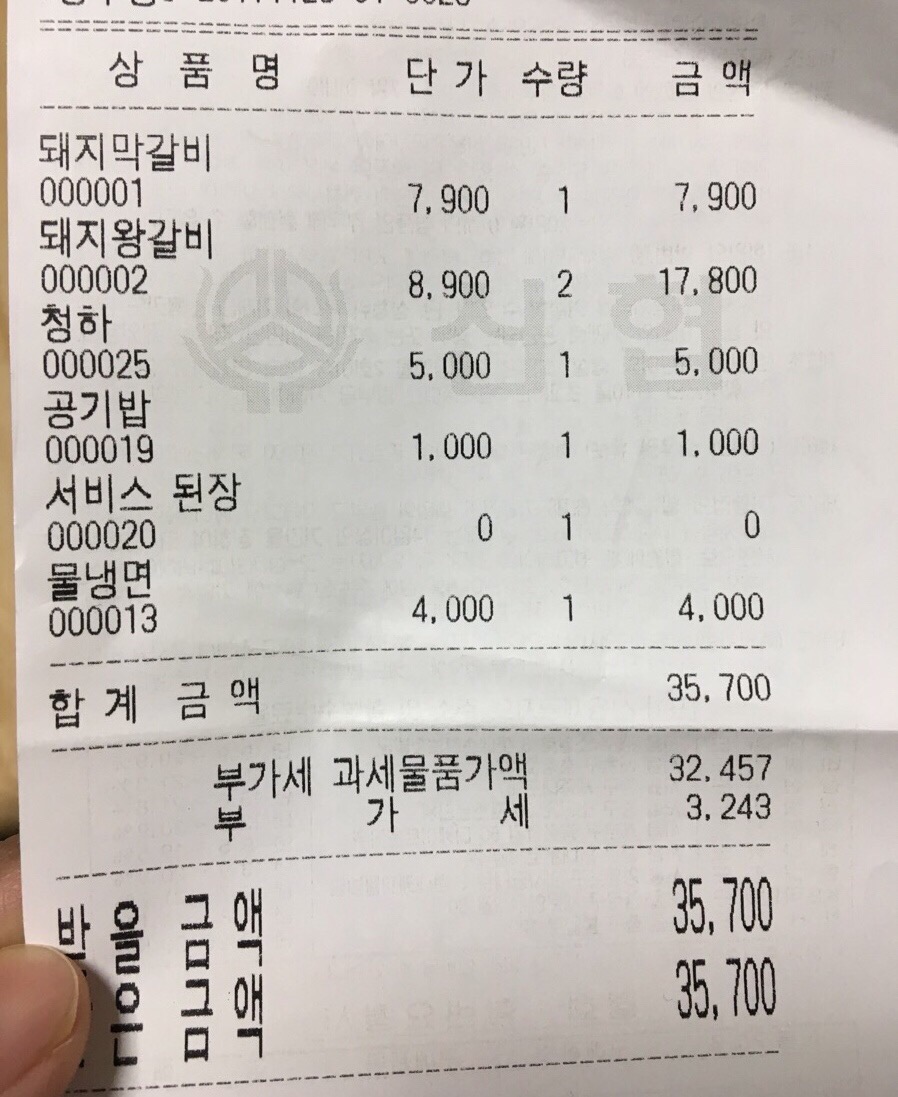 상 품 명 단 가 수량 금 액
돼지막갈비
000001 7,900 1 7,900
돼지왕갈비
000002 8,900 2 17,800
청하
000025 5,000 1 5,000
공기밥
000019 1,000 1 1,000
서비스 된장
000020 0 1 0
물냉면
000013 4,000 1 4,000
합 계 금 액 35,700
부가세 과세물품가액 32,457
부 가 세 3,243
받 을 금 액 35,700
은 금 액 35,700